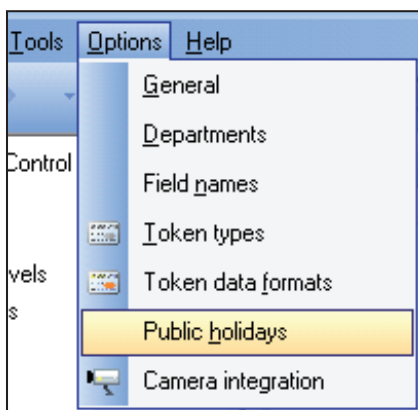 Tools Options Help
General
Departments
Control
Field names
Token types
vels
Token data formats
s
Public holidays
Camera integration